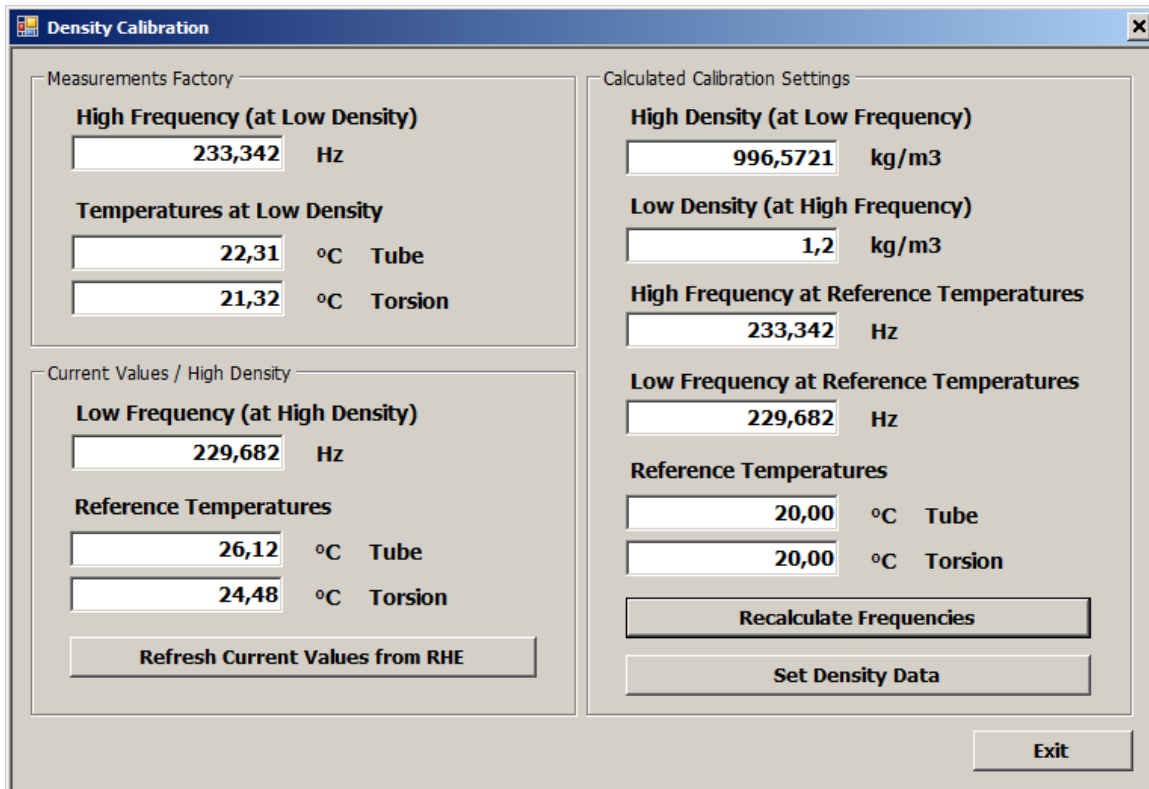 Density Calibration
Measurements Factory
High Frequency (at Low Density)
233,342 Hz
Temperatures at Low Density
22,31 ºC Tube
21,32 ºC Torsion
Current Values / High Density
Low Frequency (at High Density)
229,682 Hz
Reference Temperatures
26,12 ºC Tube
24,48 ºC Torsion
Refresh Current Values from RHE
Calculated Calibration Settings
High Density (at Low Frequency)
996,5721 kg/m3
Low Density (at High Frequency)
1,2 kg/m3
High Frequency at Reference Temperatures
233,342 Hz
Low Frequency at Reference Temperatures
229,682 Hz
Reference Temperatures
20,00 ºC Tube
20,00 ºC Torsion
Recalculate Frequencies
Set Density Data
Exit